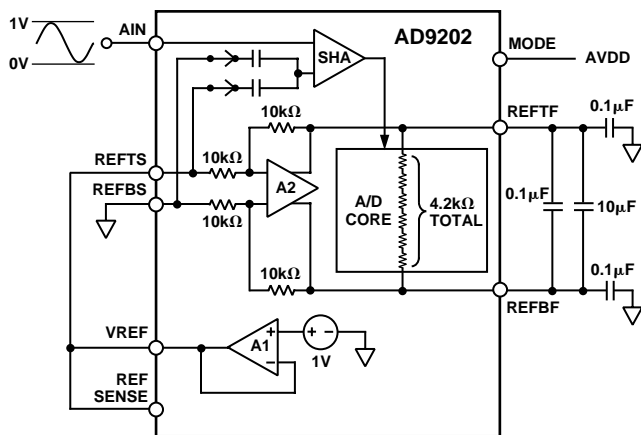 1V
0V
AIN
SHA
AD9202
MODE
AVDD
10kΩ
REFTF
0.1µF
REFTS
10kΩ
REFBS
A2
10kΩ
A/D
CORE
4.2kΩ
TOTAL
0.1µF
10µF
10kΩ
0.1µF
REFBF
VREF
A1
+
−
+ −
1V
REF
SENSE